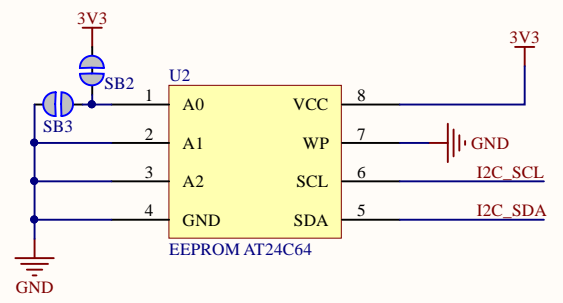 3V3
3V3
U2
SB2
1
A0
VCC
8
SB3
2
A1
WP
7
GND
3
A2
SCL
6
I2C_SCL
4
GND
SDA
5
I2C_SDA
EEPROM AT24C64
GND